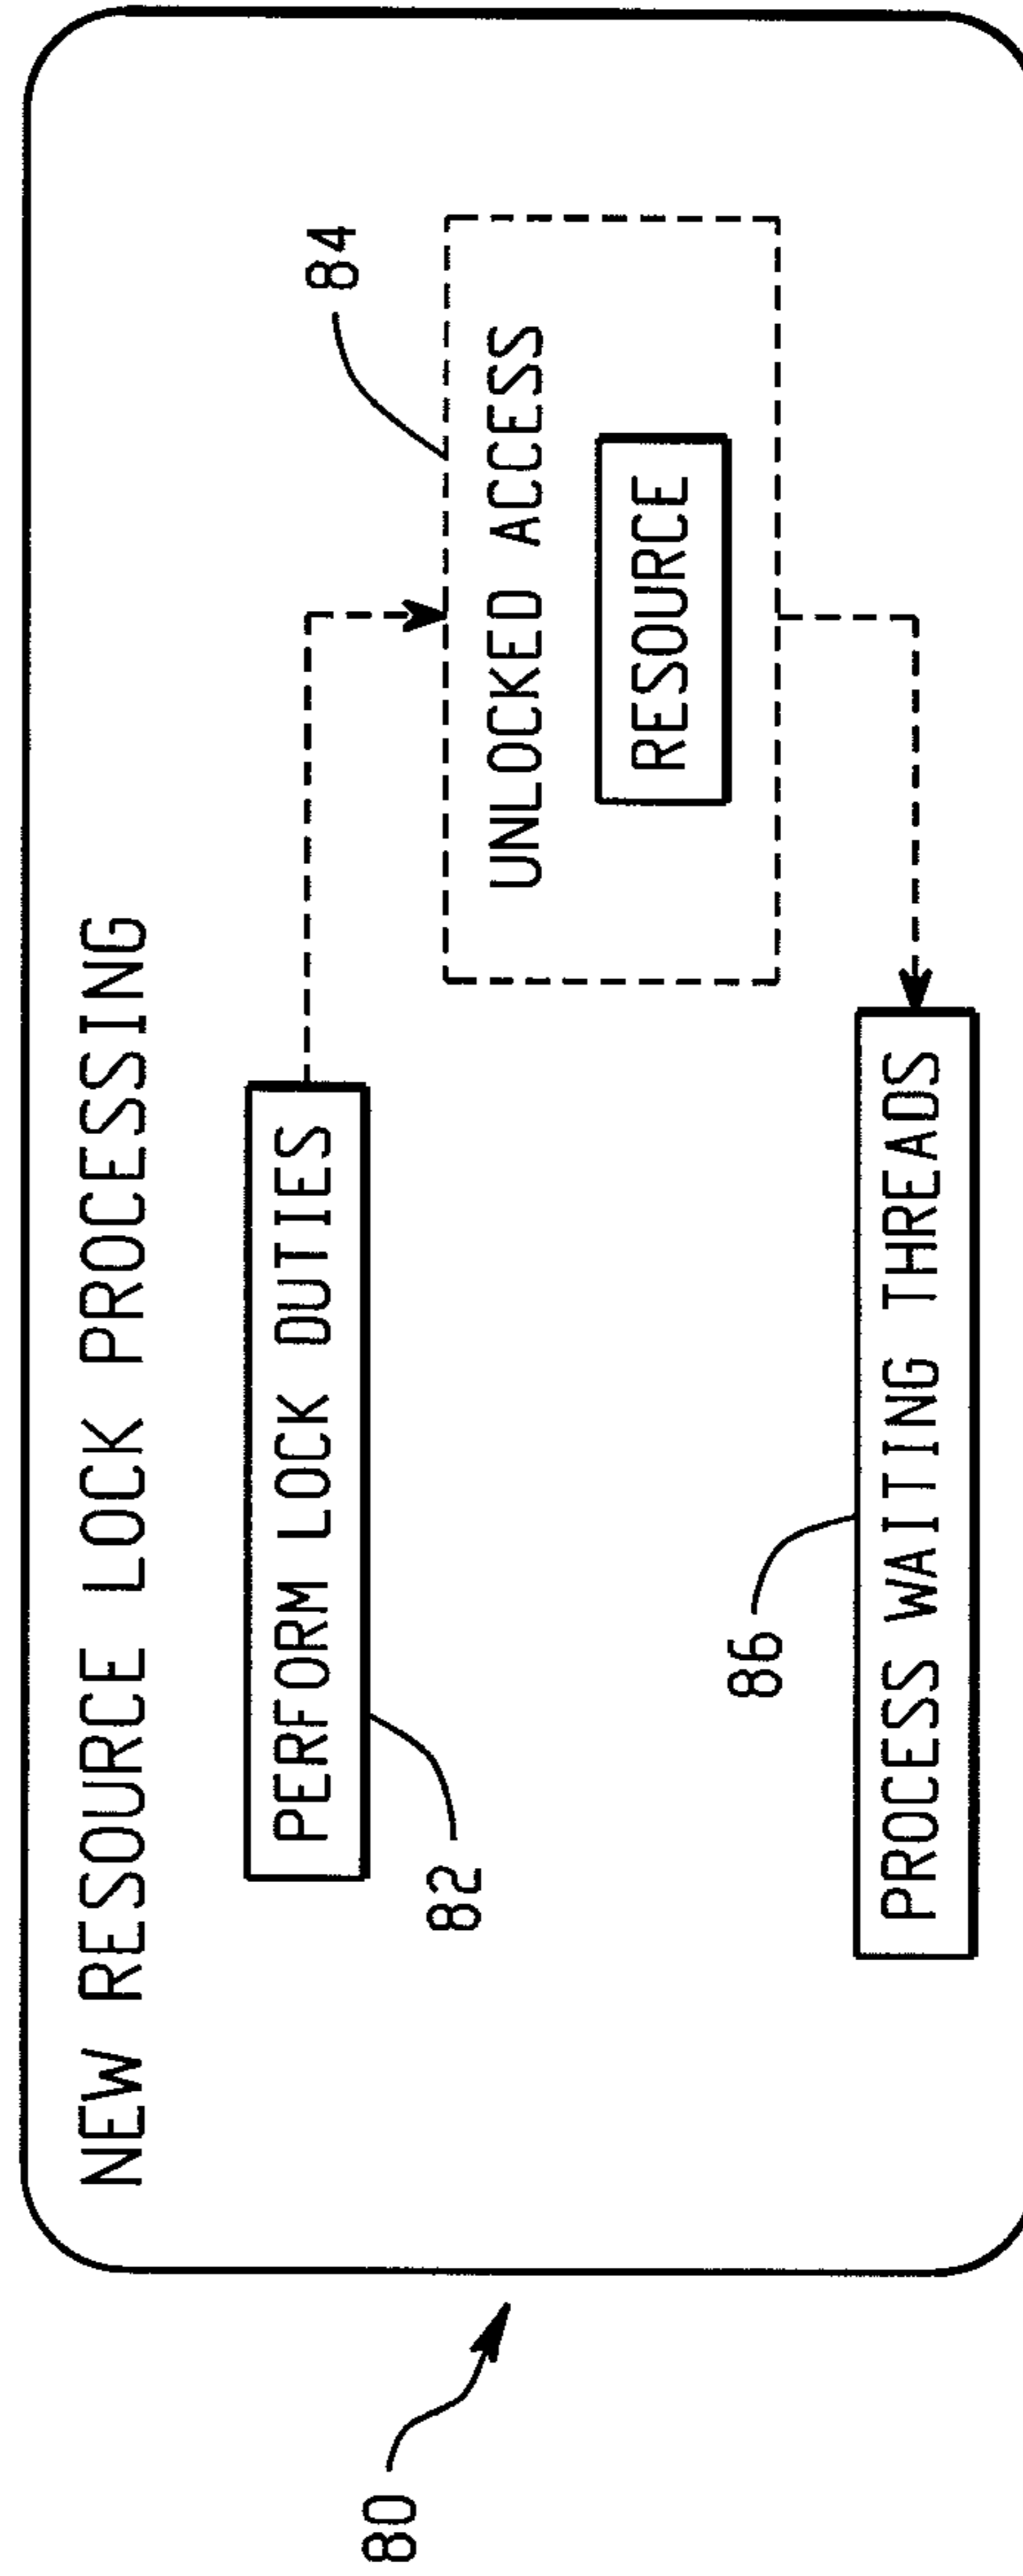 NEW RESOURCE LOCK PROCESSING
PERFORM LOCK DUTIES
82
84
UNLOCKED ACCESS
RESOURCE
86
PROCESS WAITING THREADS
80